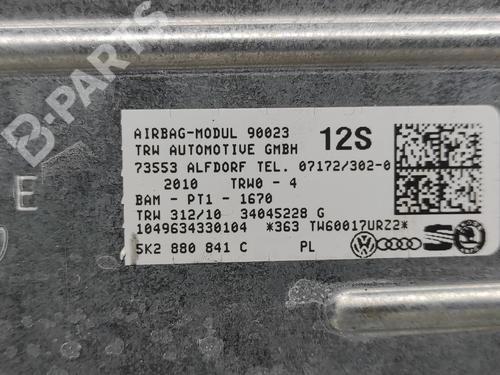 B-PARTS
AIRBAG-MODUL 90023 12S
TRW AUTOMOTIVE GMBH
73553 ALFDORF TEL. 07172/302-0
2010 TRW0 - 4
BAM - PT1 - 1670
TRW 312/10 34045228 G
1049634330104 *363 TW60017URZ2*
5K2 880 841 C PL
E